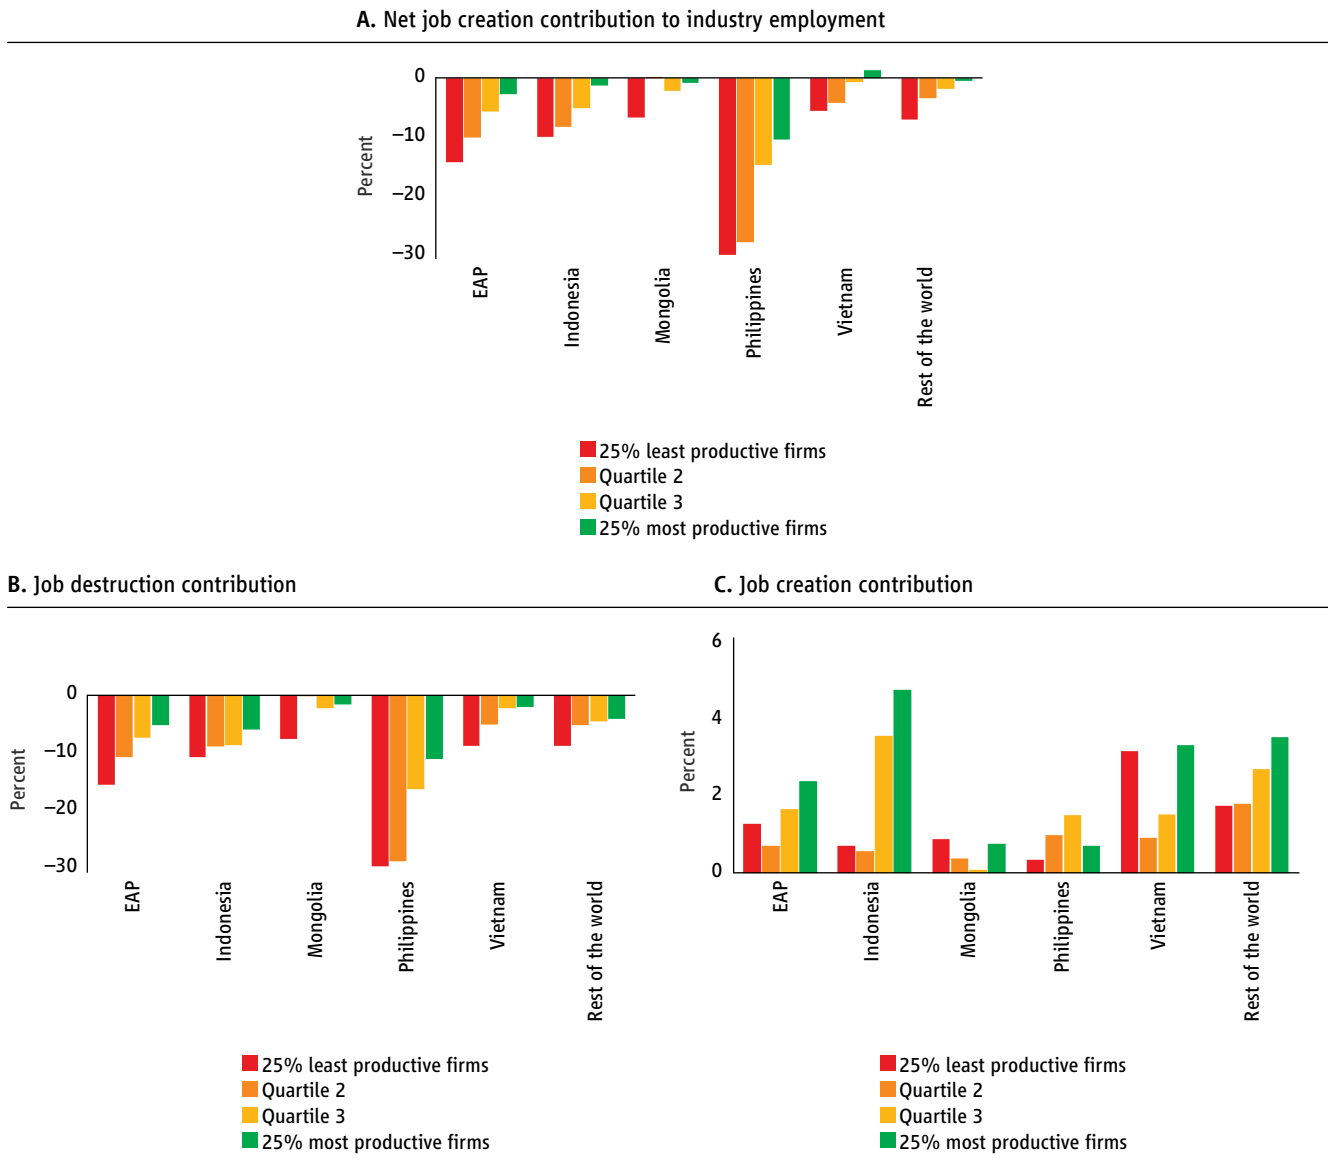 A. Net job creation contribution to industry employment
Percent
0
−10
−20
−30
EAP
Indonesia
Mongolia
Philippines
Vietnam
Rest of the world
25% least productive firms
Quartile 2
Quartile 3
25% most productive firms
B. Job destruction contribution
Percent
0
−10
−20
−30
EAP
Indonesia
Mongolia
Philippines
Vietnam
Rest of the world
25% least productive firms
Quartile 2
Quartile 3
25% most productive firms
C. Job creation contribution
Percent
6
4
2
0
EAP
Indonesia
Mongolia
Philippines
Vietnam
Rest of the world
25% least productive firms
Quartile 2
Quartile 3
25% most productive firms